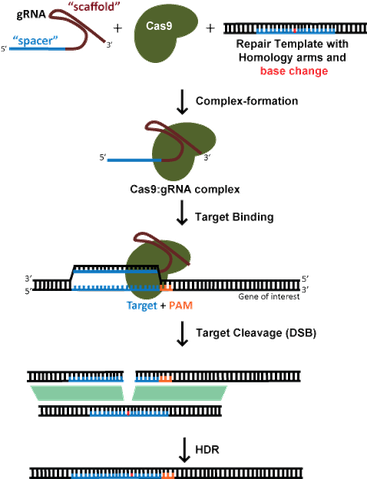 “scaffold”
gRNA
+
Cas9
+
5′
“spacer”
3′
Repair Template with
Homology arms and
base change
Complex-formation
5′
3′
Cas9:gRNA complex
Target Binding
3′
5′
5′
3′
Gene of interest
Target + PAM
Target Cleavage (DSB)
HDR